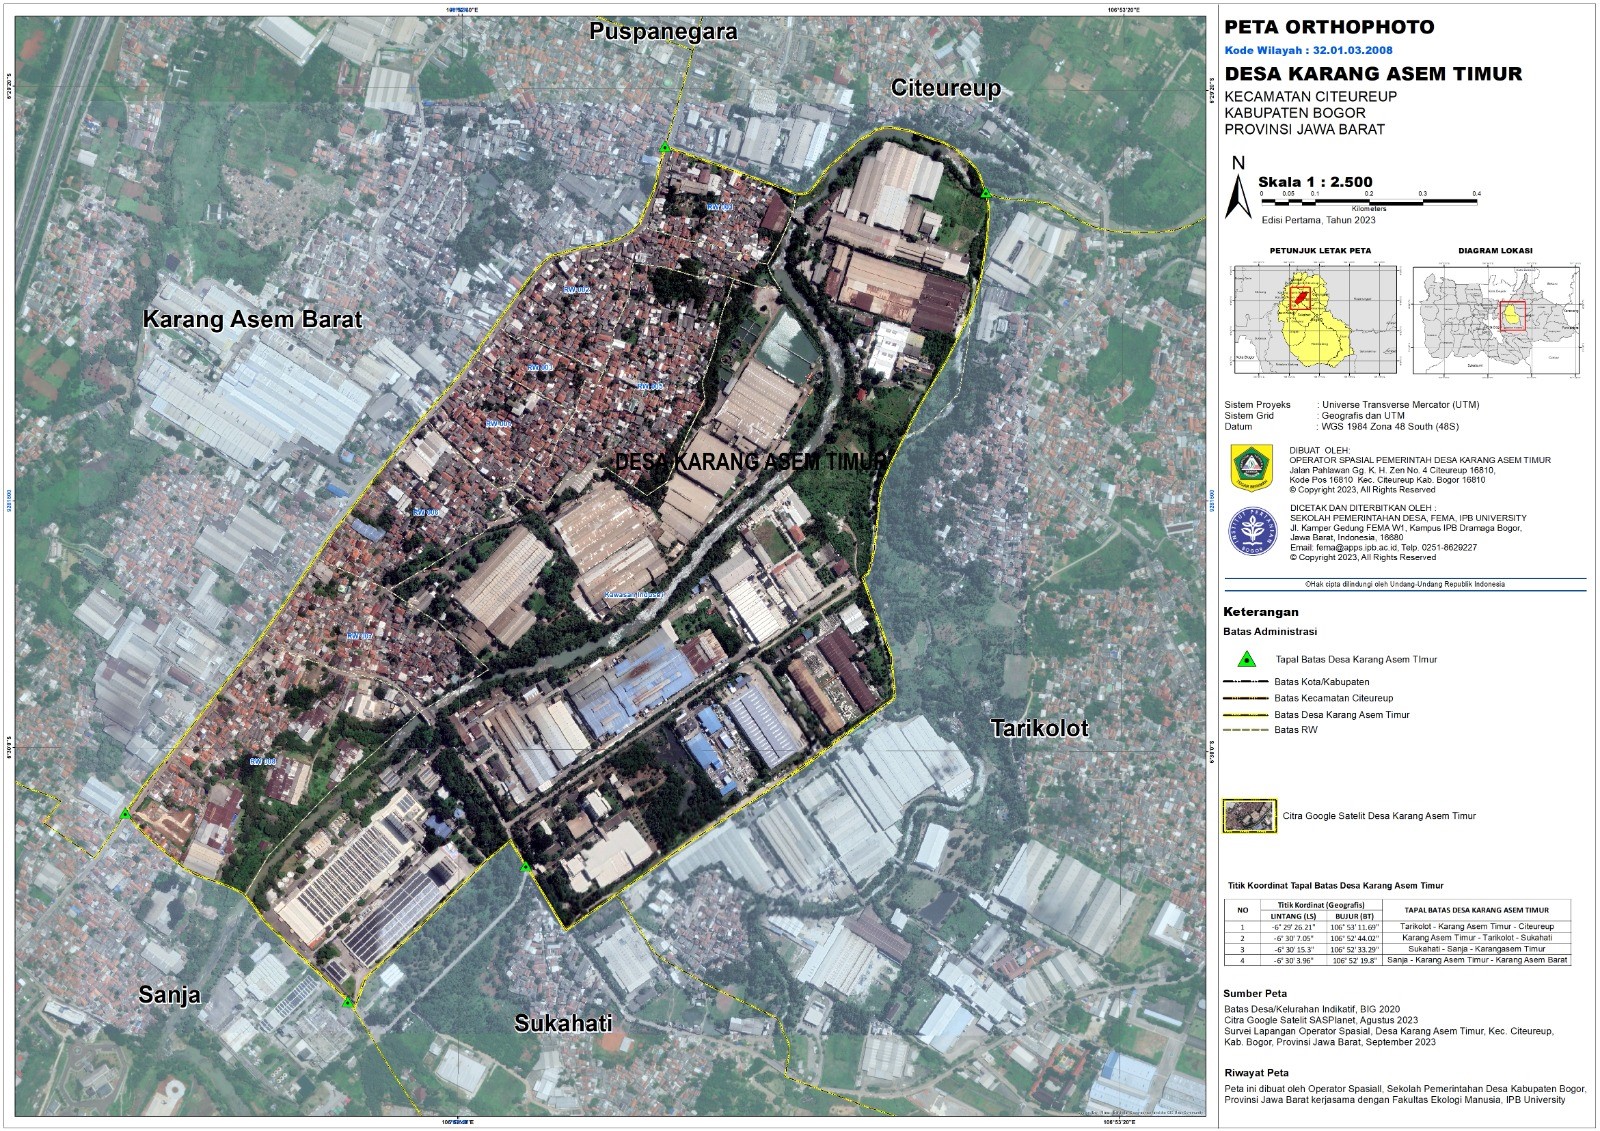 PETA ORTHOPHOTO
Kode Wilayah : 32.01.03.2008
DESA KARANG ASEM TIMUR
KECAMATAN CITEUREUP
KABUPATEN BOGOR
PROVINSI JAWA BARAT
N
Skala 1 : 2.500
0 0.05 0.1 0.2 0.3 0.4
Kilometers
Edisi Pertama, Tahun 2023
PETUNJUK LETAK PETA
DIAGRAM LOKASI
Sistem Proyeks : Universe Transverse Mercator (UTM)
Sistem Grid : Geografis dan UTM
Datum : WGS 1984 Zona 48 South (48S)
DIBUAT OLEH:
OPERATOR SPASIAL PEMERINTAH DESA KARANG ASEM TIMUR
Jalan Pahlawan Gg. K. H. Zen No. 4 Citeureup 16810,
Kode Pos 16810 Kec. Citeureup Kab. Bogor 16810
© Copyright 2023, All Rights Reserved
DICETAK DAN DITERBITKAN OLEH :
SEKOLAH PEMERINTAHAN DESA, FEMA, IPB UNIVERSITY
Jl. Kamper Gedung FEMA W1, Kampus IPB Dramaga Bogor,
Jawa Barat, Indonesia, 16680
Email: fema@apps.ipb.ac.id, Telp. 0251-8629227
© Copyright 2023, All Rights Reserved
©Hak cipta dilindungi oleh Undang-Undang Republik Indonesia
Keterangan
Batas Administrasi
Tapal Batas Desa Karang Asem TImur
Batas Kota/Kabupaten
Batas Kecamatan Citeureup
Batas Desa Karang Asem Timur
Batas RW
Citra Google Satelit Desa Karang Asem Timur
Titik Koordinat Tapal Batas Desa Karang Asem Timur
NO Titik Kordinat (Geografis) TAPAL BATAS DESA KARANG ASEM TIMUR
LINTANG (LS) BUJUR (BT)
1 -6° 29' 26.21" 106° 53' 11.69" Tarikolot - Karang Asem Timur - Citeureup
2 -6° 30' 7.05" 106° 52' 44.02" Karang Asem Timur - Tarikolot - Sukahati
3 -6° 30' 15.3" 106° 52' 33.29" Sukahati - Sanja - Karangasem Timur
4 -6° 30' 3.96" 106° 52' 19.8" Sanja - Karang Asem Timur - Karang Asem Barat
Sumber Peta
Batas Desa/Kelurahan Indikatif, BIG 2020
Citra Google Satelit SASPlanet, Agustus 2023
Survei Lapangan Operator Spasial, Desa Karang Asem Timur, Kec. Citeureup,
Kab. Bogor, Provinsi Jawa Barat, September 2023
Riwayat Peta
Peta ini dibuat oleh Operator Spasiall, Sekolah Pemerintahan Desa Kabupaten Bogor,
Provinsi Jawa Barat kerjasama dengan Fakultas Ekologi Manusia, IPB University
Puspanegara
Citeureup
Karang Asem Barat
DESA KARANG ASEM TIMUR
Tarikolot
Sanja
Sukahati
RW 002
RW 007
RW 008
Kawasan Industri
106°53'20"E
106°53'20"E
6°29'20"S
6°29'20"S
6°30'0"S
6°30'0"S
9281600
9281600